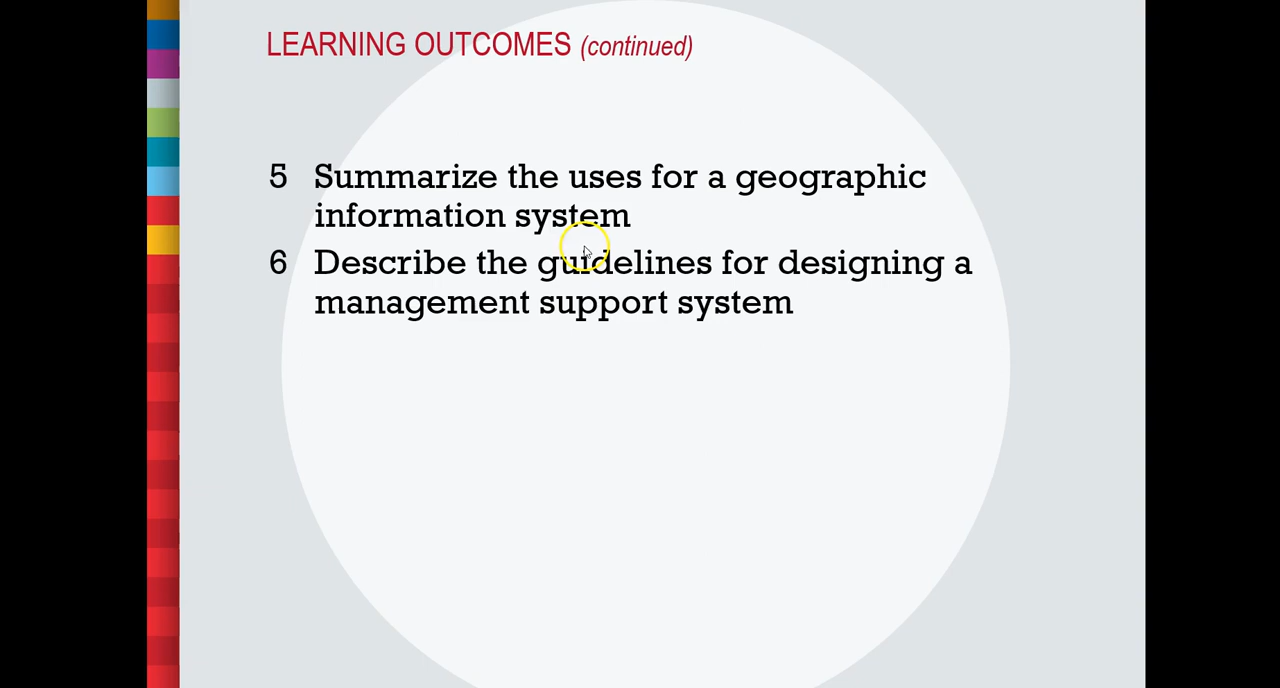 LEARNING OUTCOMES (continued)
5 Summarize the uses for a geographic
information system
6 Describe the guidelines for designing a
management support system